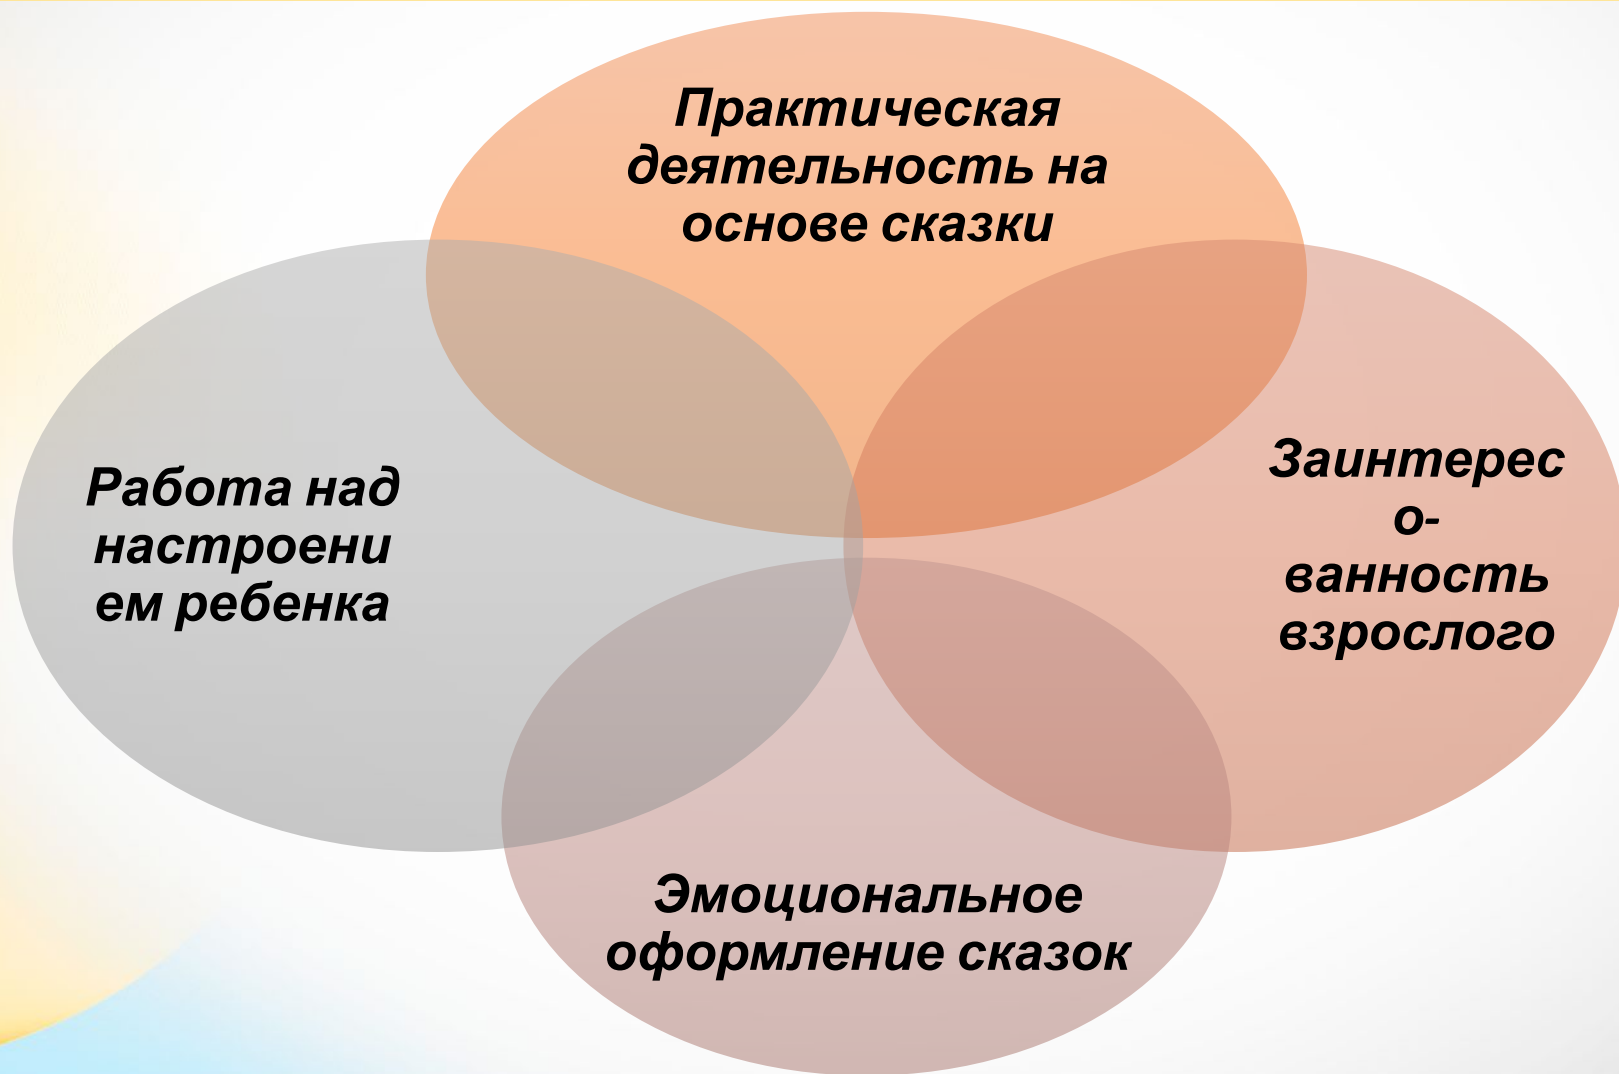 Практическая
деятельность на
основе сказки
Работа над
настроени
ем ребенка
Заинтерес
о-
ванность
взрослого
Эмоциональное
оформление сказок